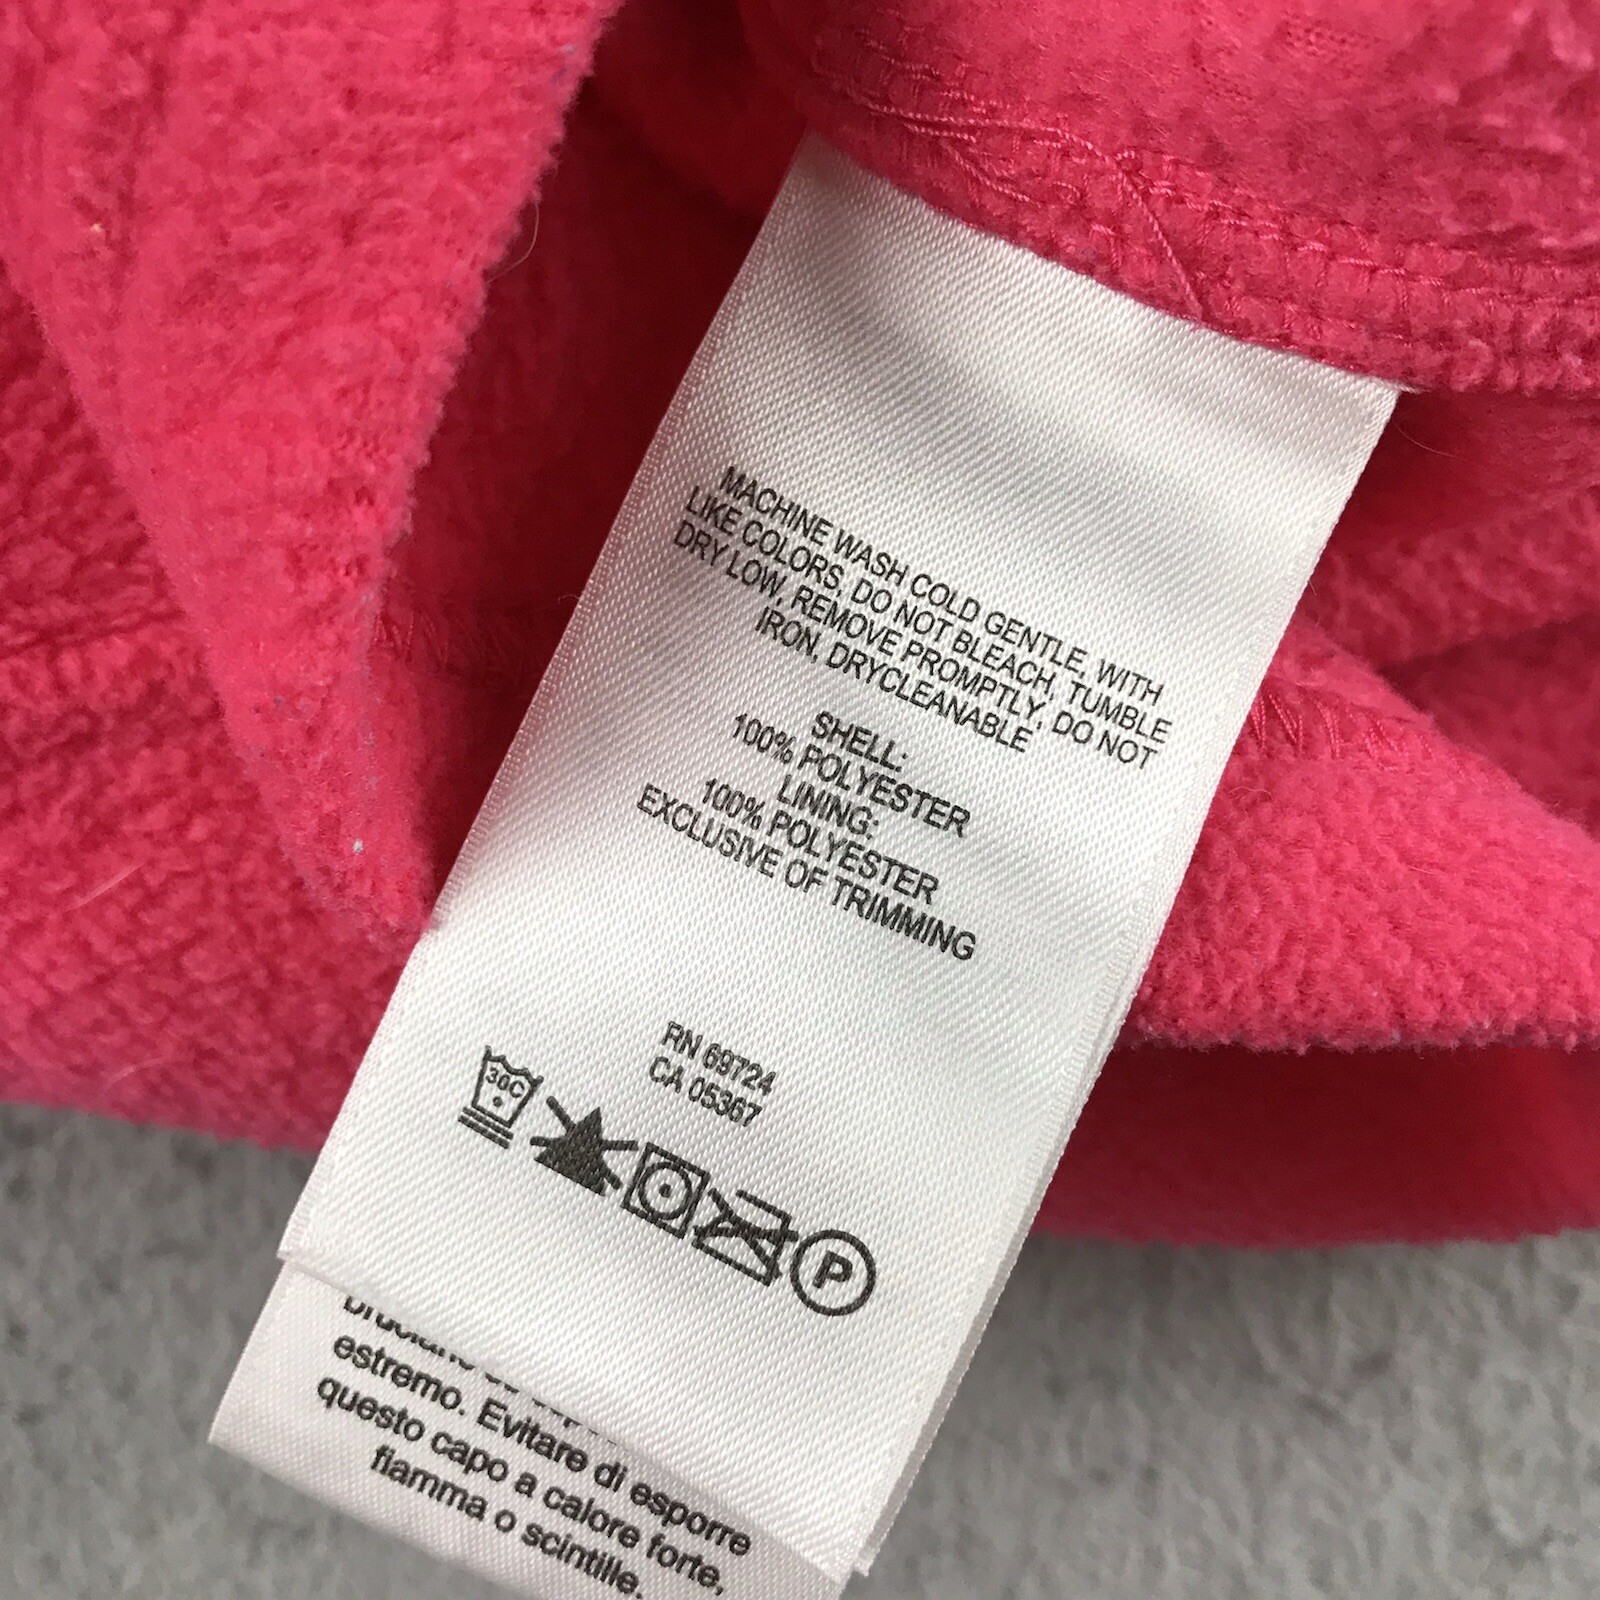 MACHINE WASH COLD GENTLE, WITH
LIKE COLORS, DO NOT BLEACH, TUMBLE
DRY LOW, REMOVE PROMPTLY, DO NOT
IRON, DRYCLEANABLE
SHELL:
100% POLYESTER
LINING:
100% POLYESTER
EXCLUSIVE OF TRIMMING
RN 69724
CA 05367
30C
P
estremo. Evitare di esporre
questo capo a calore forte,
fiamma o scintille.